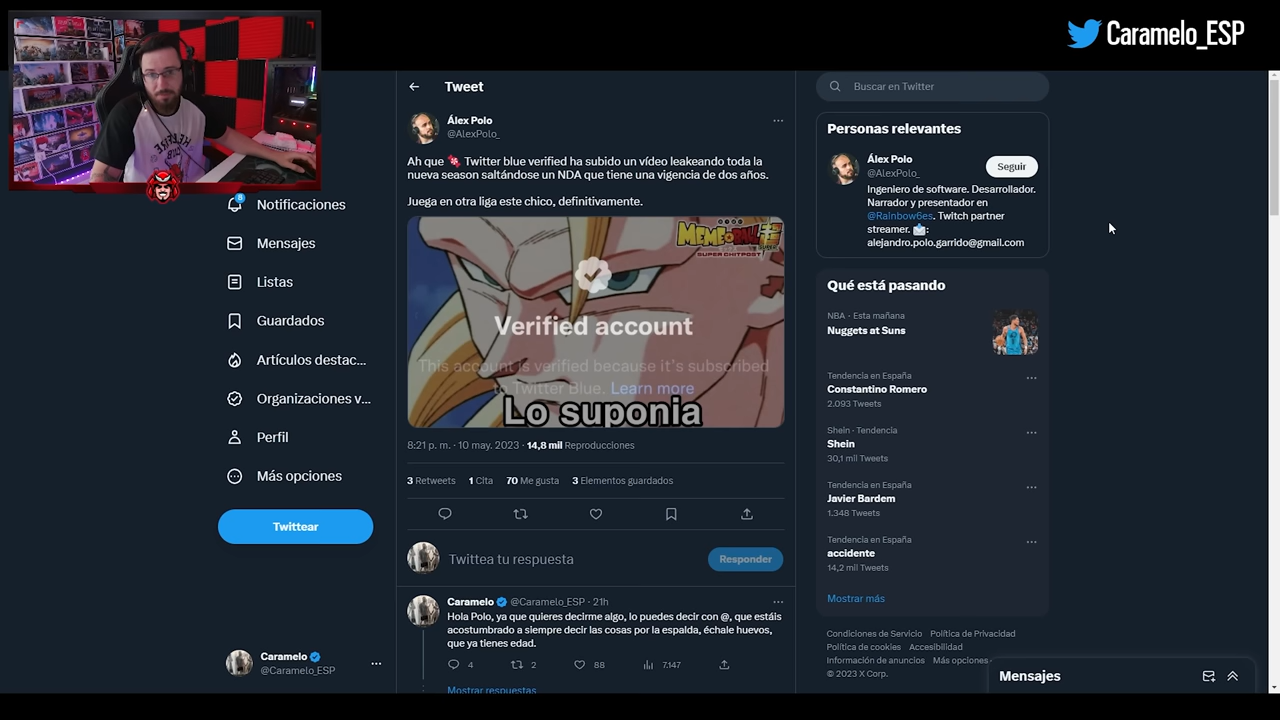 Caramelo_ESP
Tweet
Álex Polo
@AlexPolo_
Ah que 🍬 Twitter blue verified ha subido un vídeo leakeando toda la
nueva season saltándose un NDA que tiene una vigencia de dos años.
Juega en otra liga este chico, definitivamente.
MEMEBALL
SUPER CHITPOST
Verified account
This account is verified because it's subscribed
to Twitter Blue. Learn more
Lo suponia
8:21 p. m. · 10 may. 2023 · 14,8 mil Reproducciones
3 Retweets 1 Cita 70 Me gusta 3 Elementos guardados
Twittea tu respuesta
Responder
Caramelo @Caramelo_ESP · 21h
Hola Polo, ya que quieres decirme algo, lo puedes decir con @, que estáis
acostumbrado a siempre decir las cosas por la espalda, échale huevos,
que ya tienes edad.
4 2 88 7.147
Mostrar respuestas
8
Notificaciones
Mensajes
Listas
Guardados
Artículos destac...
Organizaciones v...
Perfil
Más opciones
Twittear
Caramelo
@Caramelo_ESP
Buscar en Twitter
Personas relevantes
Álex Polo
@AlexPolo_
Seguir
Ingeniero de software. Desarrollador.
Narrador y presentador en
@Rainbow6es. Twitch partner
streamer. 📩:
alejandro.polo.garrido@gmail.com
Qué está pasando
NBA · Esta mañana
Nuggets at Suns
Tendencia en España
Constantino Romero
2.093 Tweets
Shein · Tendencia
Shein
30,1 mil Tweets
Tendencia en España
Javier Bardem
1.348 Tweets
Tendencia en España
accidente
14,2 mil Tweets
Mostrar más
Condiciones de Servicio Política de Privacidad
Política de cookies Accesibilidad
Información de anuncios Más opciones
© 2023 X Corp.
Mensajes